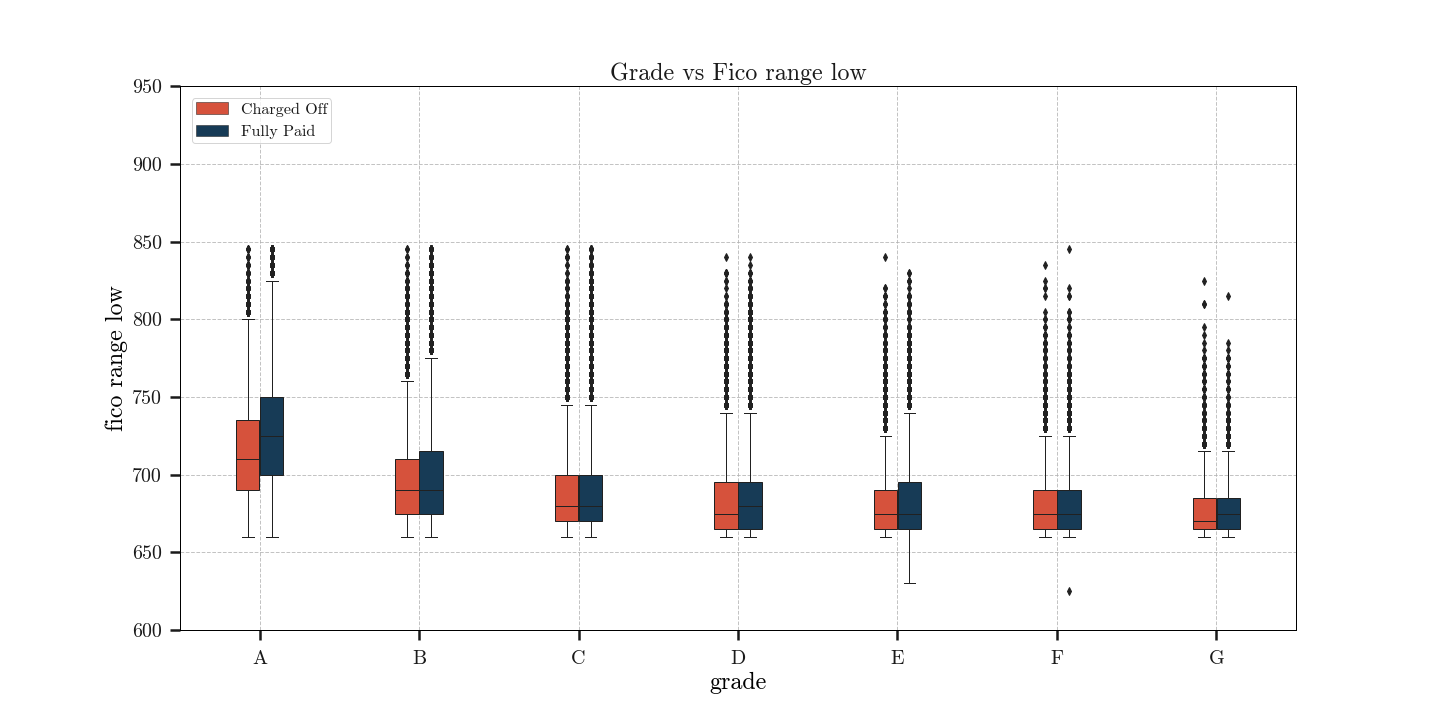 Grade vs Fico range low
950
900
850
800
750
700
650
600
fico range low
Charged Off
Fully Paid
A B C D E F G
grade